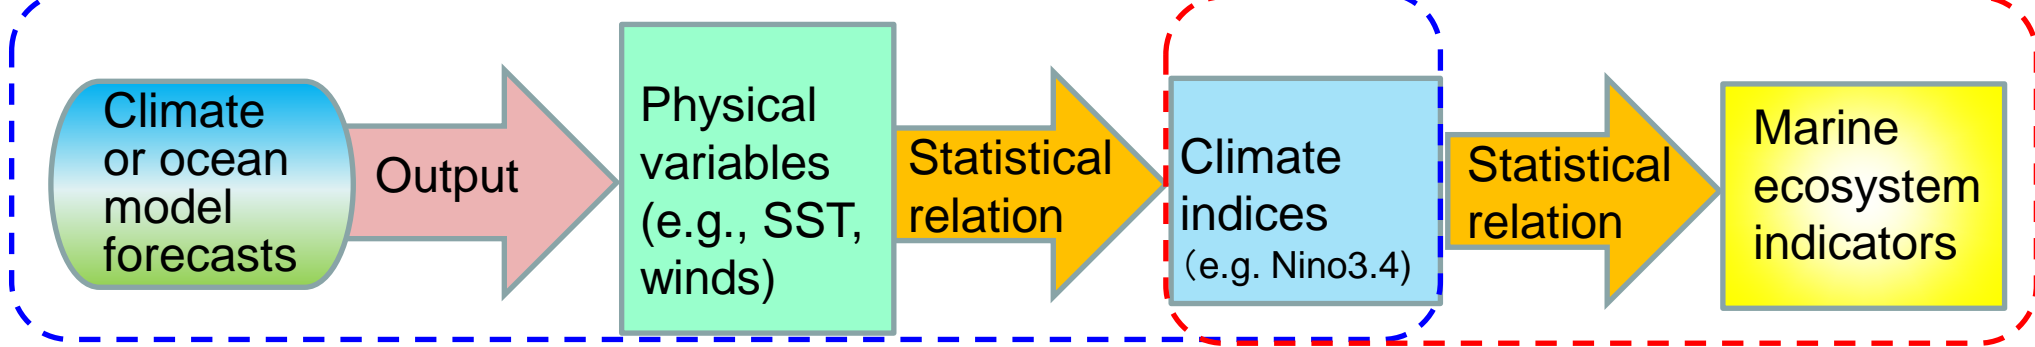 Climate
or ocean
model
forecasts
Output
Physical
variables
(e.g., SST,
winds)
Statistical
relation
Climate
indices
（e.g. Nino3.4)
Statistical
relation
Marine
ecosystem
indicators